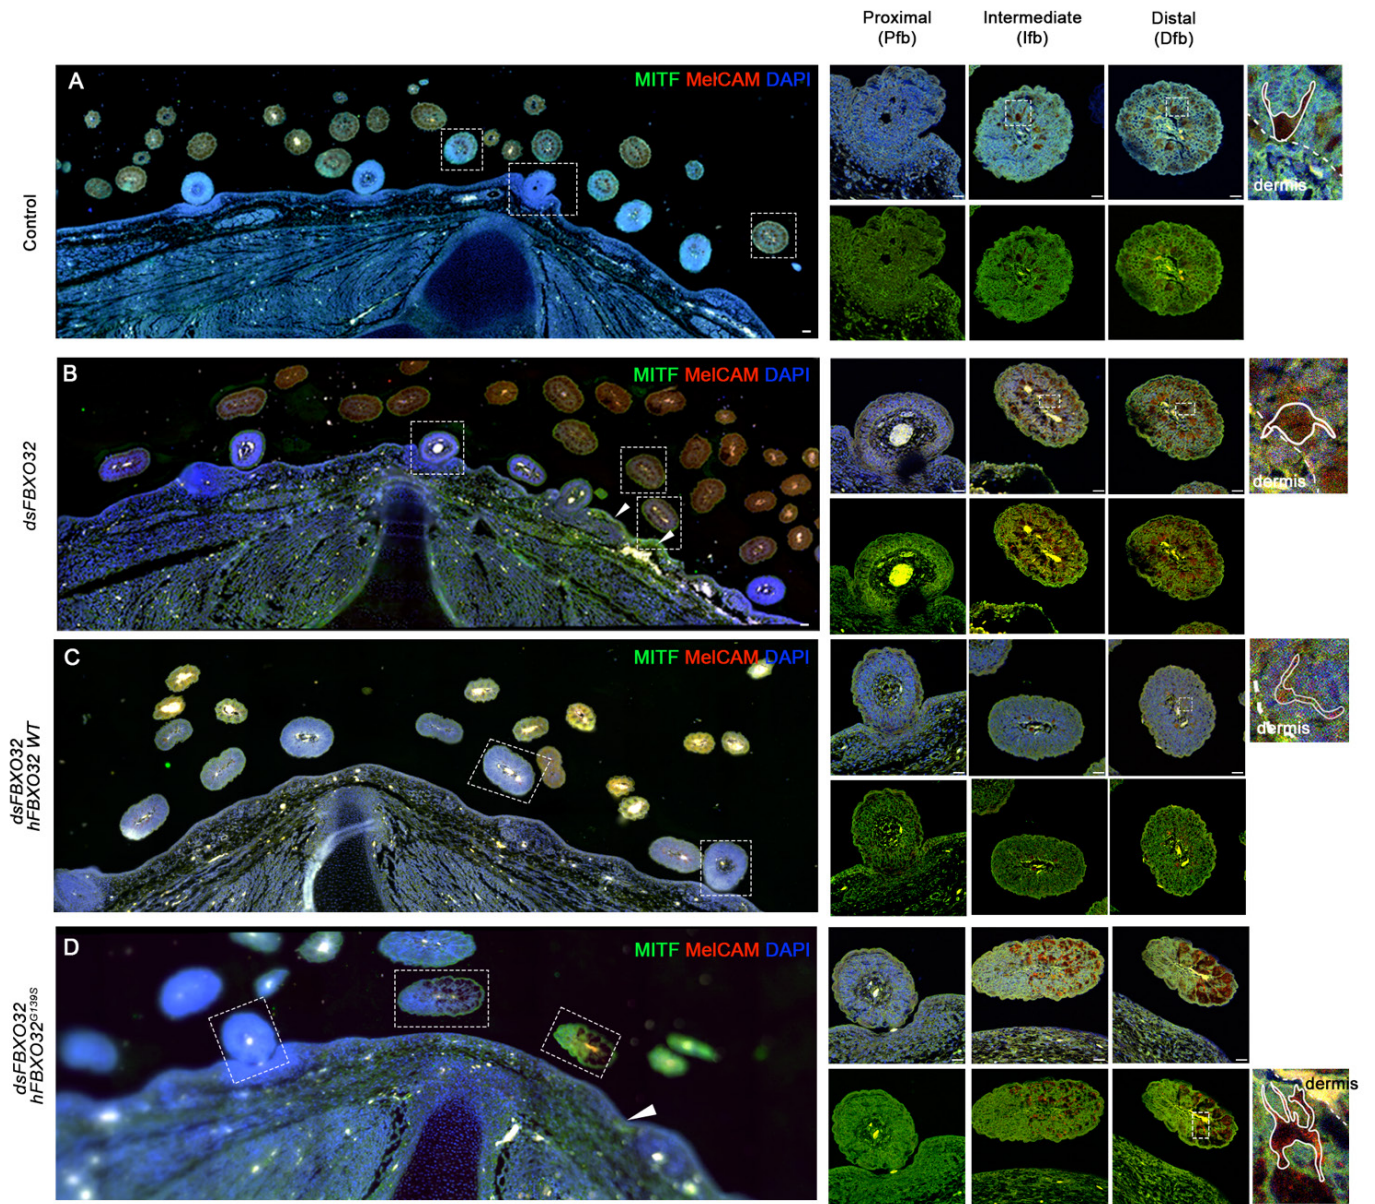 Proximal
(Pfb)
Intermediate
(Ifb)
Distal
(Dfb)
A
MITF MelCAM DAPI
Control
dermis
B
MITF MelCAM DAPI
dsFBXO32
dermis
C
MITF MelCAM DAPI
dsFBXO32
hFBXO32 WT
dermis
D
MITF MelCAM DAPI
dsFBXO32
hFBXO32G139S
dermis